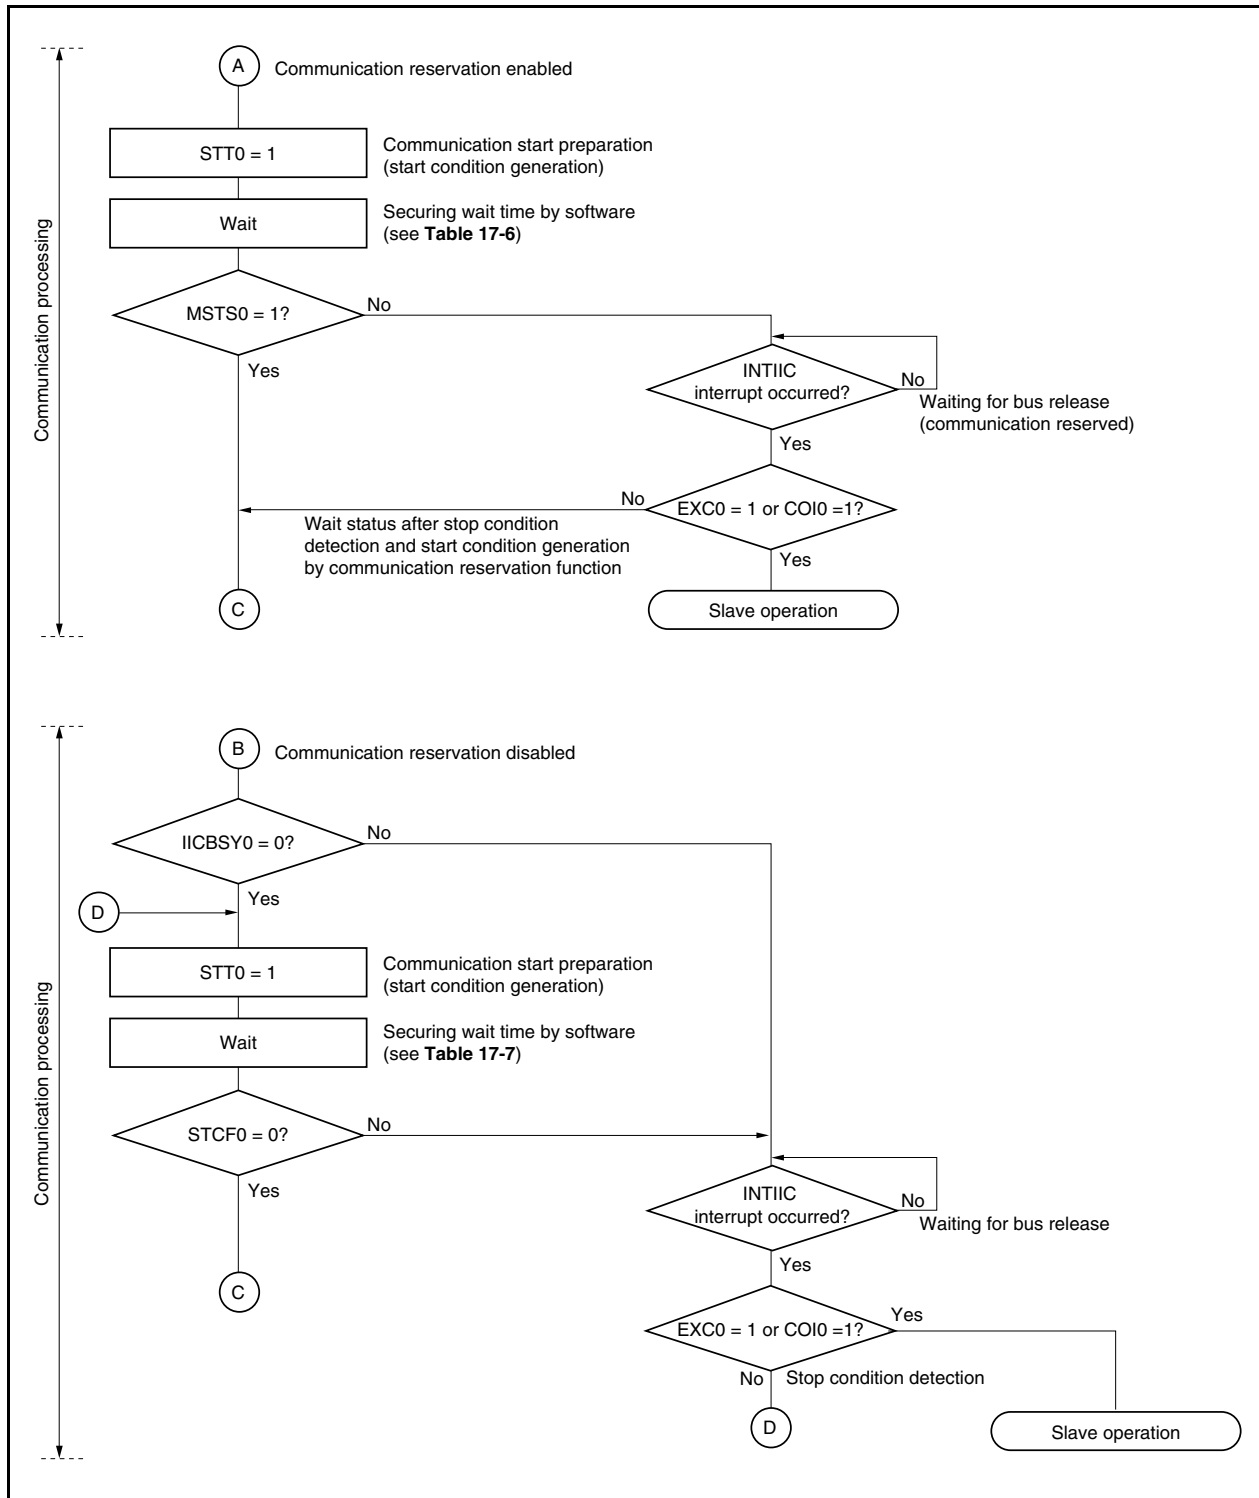 Communication processing
A
Communication reservation enabled
STT0 = 1
Communication start preparation
(start condition generation)
Wait
Securing wait time by software
(see Table 17-6)
MSTS0 = 1?
No
Yes
INTIIC
interrupt occurred?
No
Waiting for bus release
(communication reserved)
Yes
EXC0 = 1 or COI0 =1?
No
Wait status after stop condition
detection and start condition generation
by communication reservation function
Yes
C
Slave operation
Communication processing
B
Communication reservation disabled
IICBSY0 = 0?
No
Yes
D
STT0 = 1
Communication start preparation
(start condition generation)
Wait
Securing wait time by software
(see Table 17-7)
STCF0 = 0?
No
Yes
INTIIC
interrupt occurred?
No
Waiting for bus release
Yes
C
EXC0 = 1 or COI0 =1?
Yes
No
Stop condition detection
D
Slave operation